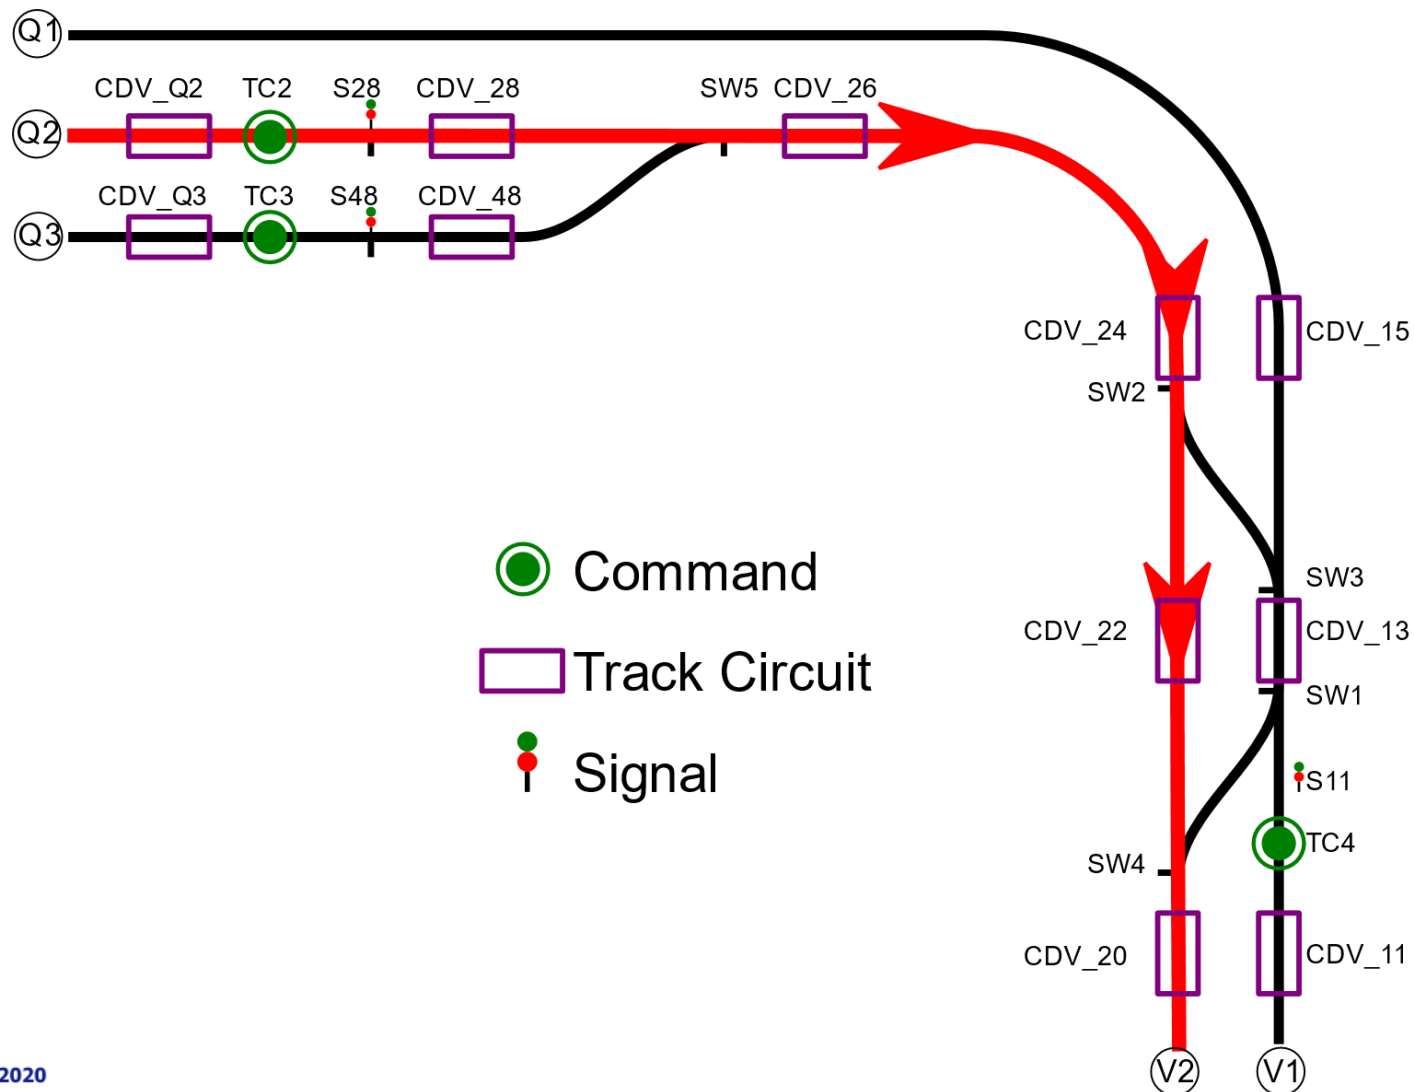 Q1
CDV_Q2 TC2 S28 CDV_28 SW5 CDV_26
Q2
CDV_Q3 TC3 S48 CDV_48
Q3
CDV_24 CDV_15
SW2
Command
SW3
CDV_22 CDV_13
Track Circuit
SW1
Signal
S11
TC4
SW4
CDV_20 CDV_11
V2 V1
2020